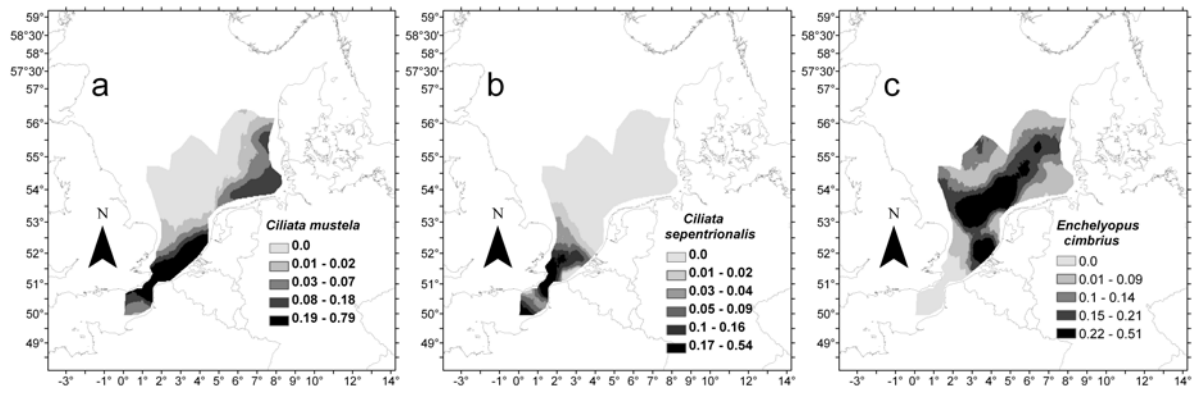 59°
58°30'
58°
57°30'
57°
56°
55°
54°
53°
52°
51°
50°
49°
a
N
Ciliata mustela
0.0
0.01 - 0.02
0.03 - 0.07
0.08 - 0.18
0.19 - 0.79
-3° -1° 0° 1° 2° 3° 4° 5° 6° 7° 8° 9° 10° 12° 14°
59°
58°30'
58°
57°30'
57°
56°
55°
54°
53°
52°
51°
50°
49°
b
N
Ciliata
sepentrionalis
0.0
0.01 - 0.02
0.03 - 0.04
0.05 - 0.09
0.1 - 0.16
0.17 - 0.54
-3° -1° 0° 1° 2° 3° 4° 5° 6° 7° 8° 9° 10° 12° 14°
59°
58°30'
58°
57°30'
57°
56°
55°
54°
53°
52°
51°
50°
49°
c
N
Enchelyopus
cimbrius
0.0
0.01 - 0.09
0.1 - 0.14
0.15 - 0.21
0.22 - 0.51
-3° -1° 0° 1° 2° 3° 4° 5° 6° 7° 8° 9° 10° 12° 14°